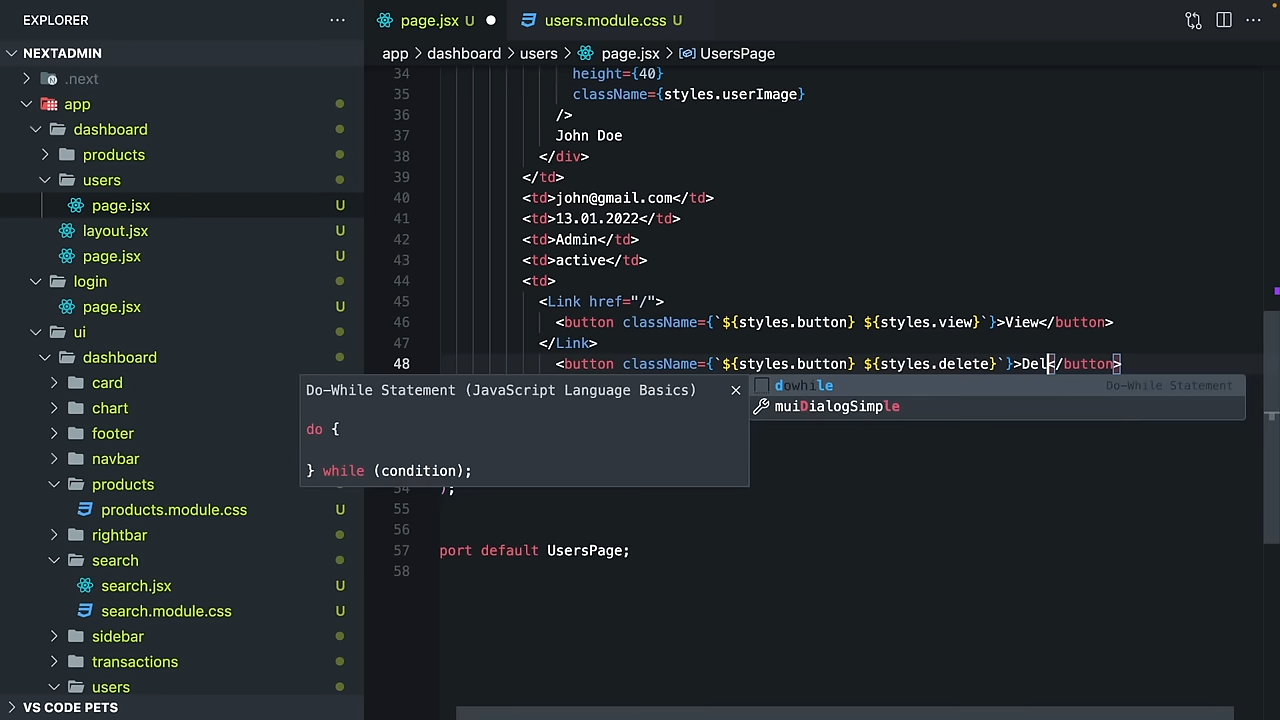 EXPLORER
NEXTADMIN
.next
app
dashboard
products
users
page.jsx U
layout.jsx U
page.jsx U
login
page.jsx U
ui
dashboard
card
chart
footer
navbar
products
products.module.css U
rightbar
search
search.jsx U
search.module.css U
sidebar
transactions
users
VS CODE PETS
page.jsx U
users.module.css U
app > dashboard > users > page.jsx > UsersPage
34 height={40}
35 className={styles.userImage}
36 />
37 John Doe
38 </div>
39 </td>
40 <td>john@gmail.com</td>
41 <td>13.01.2022</td>
42 <td>Admin</td>
43 <td>active</td>
44 <td>
45 <Link href="/">
46 <button className={`${styles.button} ${styles.view}`}>View</button>
47 </Link>
48 <button className={`${styles.button} ${styles.delete}`}>Del</button>
Do-While Statement (JavaScript Language Basics)
do {
} while (condition);
dowhile Do-While Statement
muiDialogSimple
54 );
55
56
57 port default UsersPage;
58